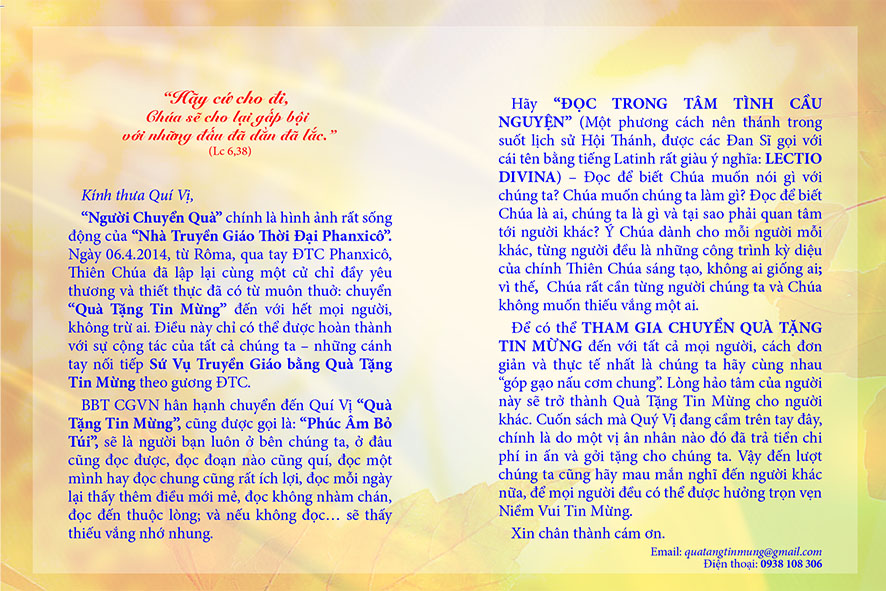 “Hãy cứ cho đi,
Chúa sẽ cho lại gấp bội
với những đấu đã dằn đã lắc.”
(Lc 6,38)
Kính thưa Quí Vị,
“Người Chuyển Quà” chính là hình ảnh rất sống
động của “Nhà Truyền Giáo Thời Đại Phanxicô”.
Ngày 06.4.2014, từ Rôma, qua tay ĐTC Phanxicô,
Thiên Chúa đã lập lại cùng một cử chỉ đầy yêu
thương và thiết thực đã có từ muôn thuở: chuyển
“Quà Tặng Tin Mừng” đến với hết mọi người,
không trừ ai. Điều này chỉ có thể được hoàn thành
với sự cộng tác của tất cả chúng ta – những cánh
tay nối tiếp Sứ Vụ Truyền Giáo bằng Quà Tặng
Tin Mừng theo gương ĐTC.
BBT CGVN hân hạnh chuyển đến Quí Vị “Quà
Tặng Tin Mừng”, cũng được gọi là: “Phúc Âm Bỏ
Túi”, sẽ là người bạn luôn ở bên chúng ta, ở đâu
cũng đọc được, đọc đoạn nào cũng quí, đọc một
mình hay đọc chung cũng rất ích lợi, đọc mỗi ngày
lại thấy thêm điều mới mẻ, đọc không nhàm chán,
đọc đến thuộc lòng; và nếu không đọc… sẽ thấy
thiếu vắng nhớ nhung.
Hãy “ĐỌC TRONG TÂM TÌNH CẦU
NGUYỆN” (Một phương cách nên thánh trong
suốt lịch sử Hội Thánh, được các Đan Sĩ gọi với
cái tên bằng tiếng Latinh rất giàu ý nghĩa: LECTIO
DIVINA) – Đọc để biết Chúa muốn nói gì với
chúng ta? Chúa muốn chúng ta làm gì? Đọc để biết
Chúa là ai, chúng ta là gì và tại sao phải quan tâm
tới người khác? Ý Chúa dành cho mỗi người mỗi
khác, từng người đều là những công trình kỳ diệu
của chính Thiên Chúa sáng tạo, không ai giống ai;
vì thế, Chúa rất cần từng người chúng ta và Chúa
không muốn thiếu vắng một ai.
Để có thể THAM GIA CHUYỂN QUÀ TẶNG
TIN MỪNG đến với tất cả mọi người, cách đơn
giản và thực tế nhất là chúng ta hãy cùng nhau
“góp gạo nấu cơm chung”. Lòng hảo tâm của người
này sẽ trở thành Quà Tặng Tin Mừng cho người
khác. Cuốn sách mà Quý Vị đang cầm trên tay đây,
chính là do một vị ân nhân nào đó đã trả tiền chi
phí in ấn và gởi tặng cho chúng ta. Vậy đến lượt
chúng ta cũng hãy mau mắn nghĩ đến người khác
nữa, để mọi người đều có thể được hưởng trọn vẹn
Niềm Vui Tin Mừng.
Xin chân thành cám ơn.
Email: quatangtinmung@gmail.com
Điện thoại: 0938 108 306